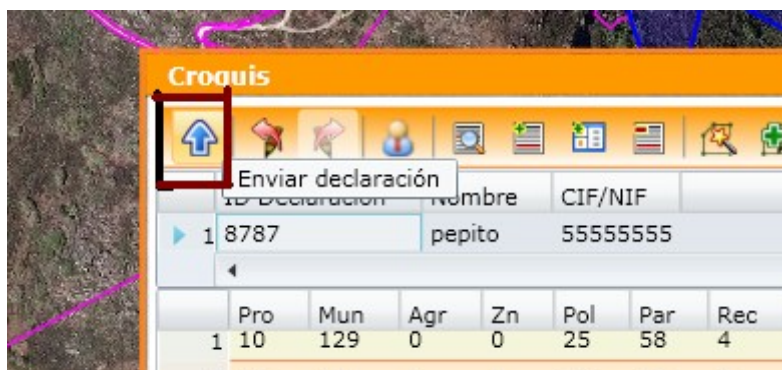 Croquis
Enviar declaración
ID Declaración Nombre CIF/NIF
1 8787 pepito 55555555
Pro Mun Agr Zn Pol Par Rec
1 10 129 0 0 25 58 4